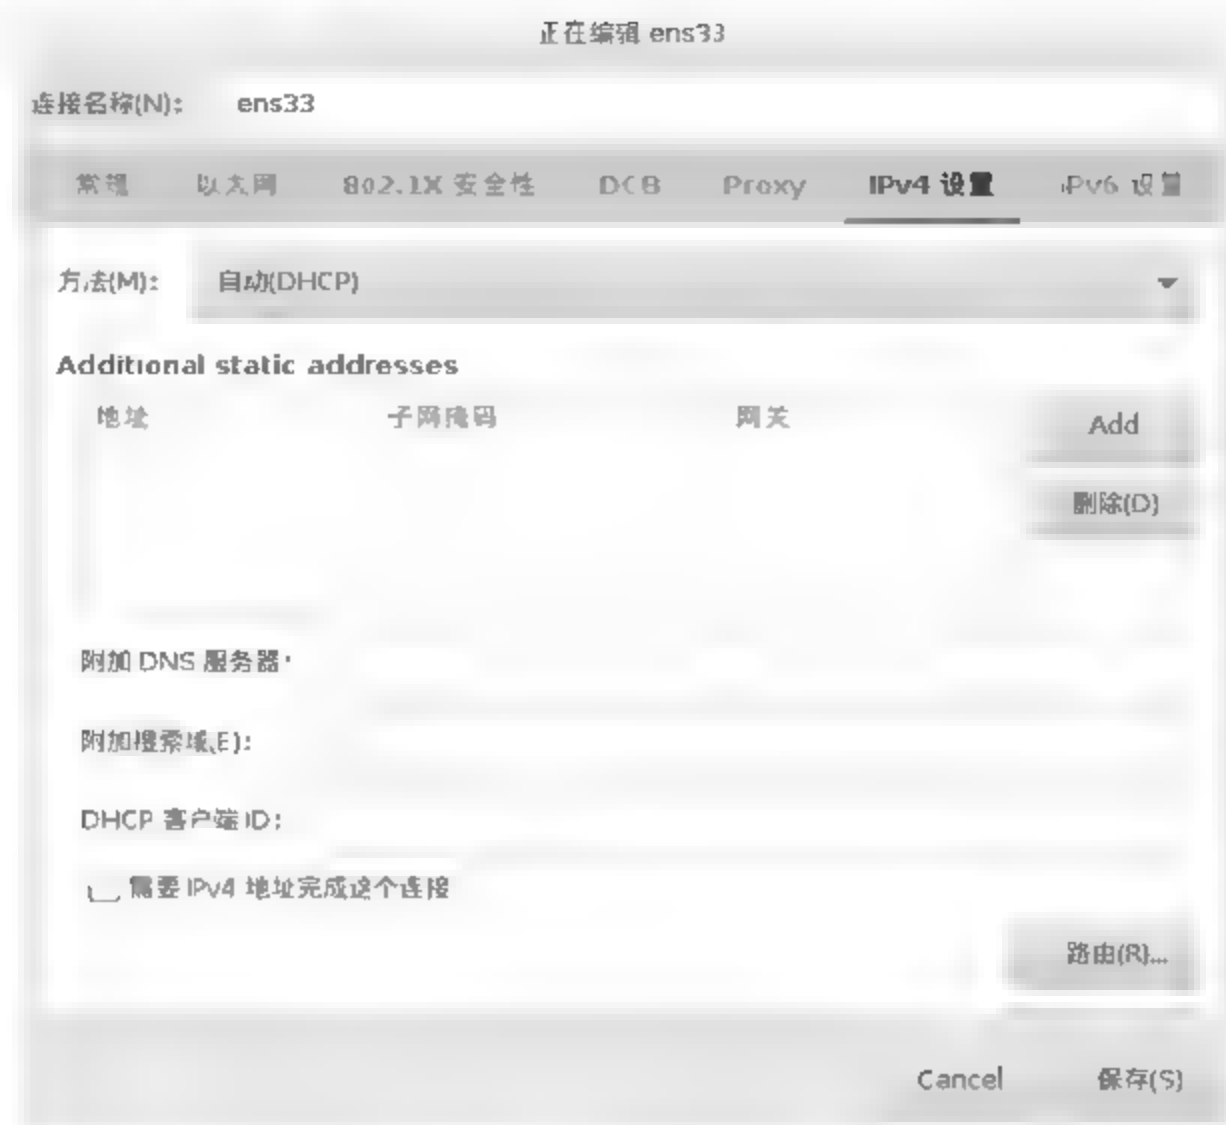 正在编辑 ens33
连接名称(N): ens33
常规 以太网 802.1X 安全性 DCB Proxy IPv4 设置 IPv6 设置
方法(M): 自动(DHCP)
Additional static addresses
地址 子网掩码 网关 Add
删除(D)
附加 DNS 服务器:
附加搜索域(E):
DHCP 客户端 ID:
需要 IPv4 地址完成这个连接
路由(R)...
Cancel 保存(S)